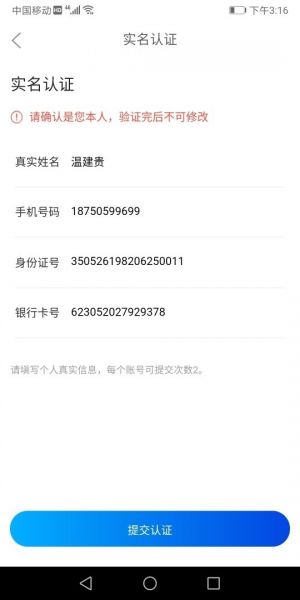 中国移动 HD 46 下午3:16
实名认证
实名认证
请确认是您本人，验证完后不可修改
真实姓名 温建贵
手机号码 18750599699
身份证号 350526198206250011
银行卡号 623052027929378
请填写个人真实信息，每个账号可提交次数2。
提交认证